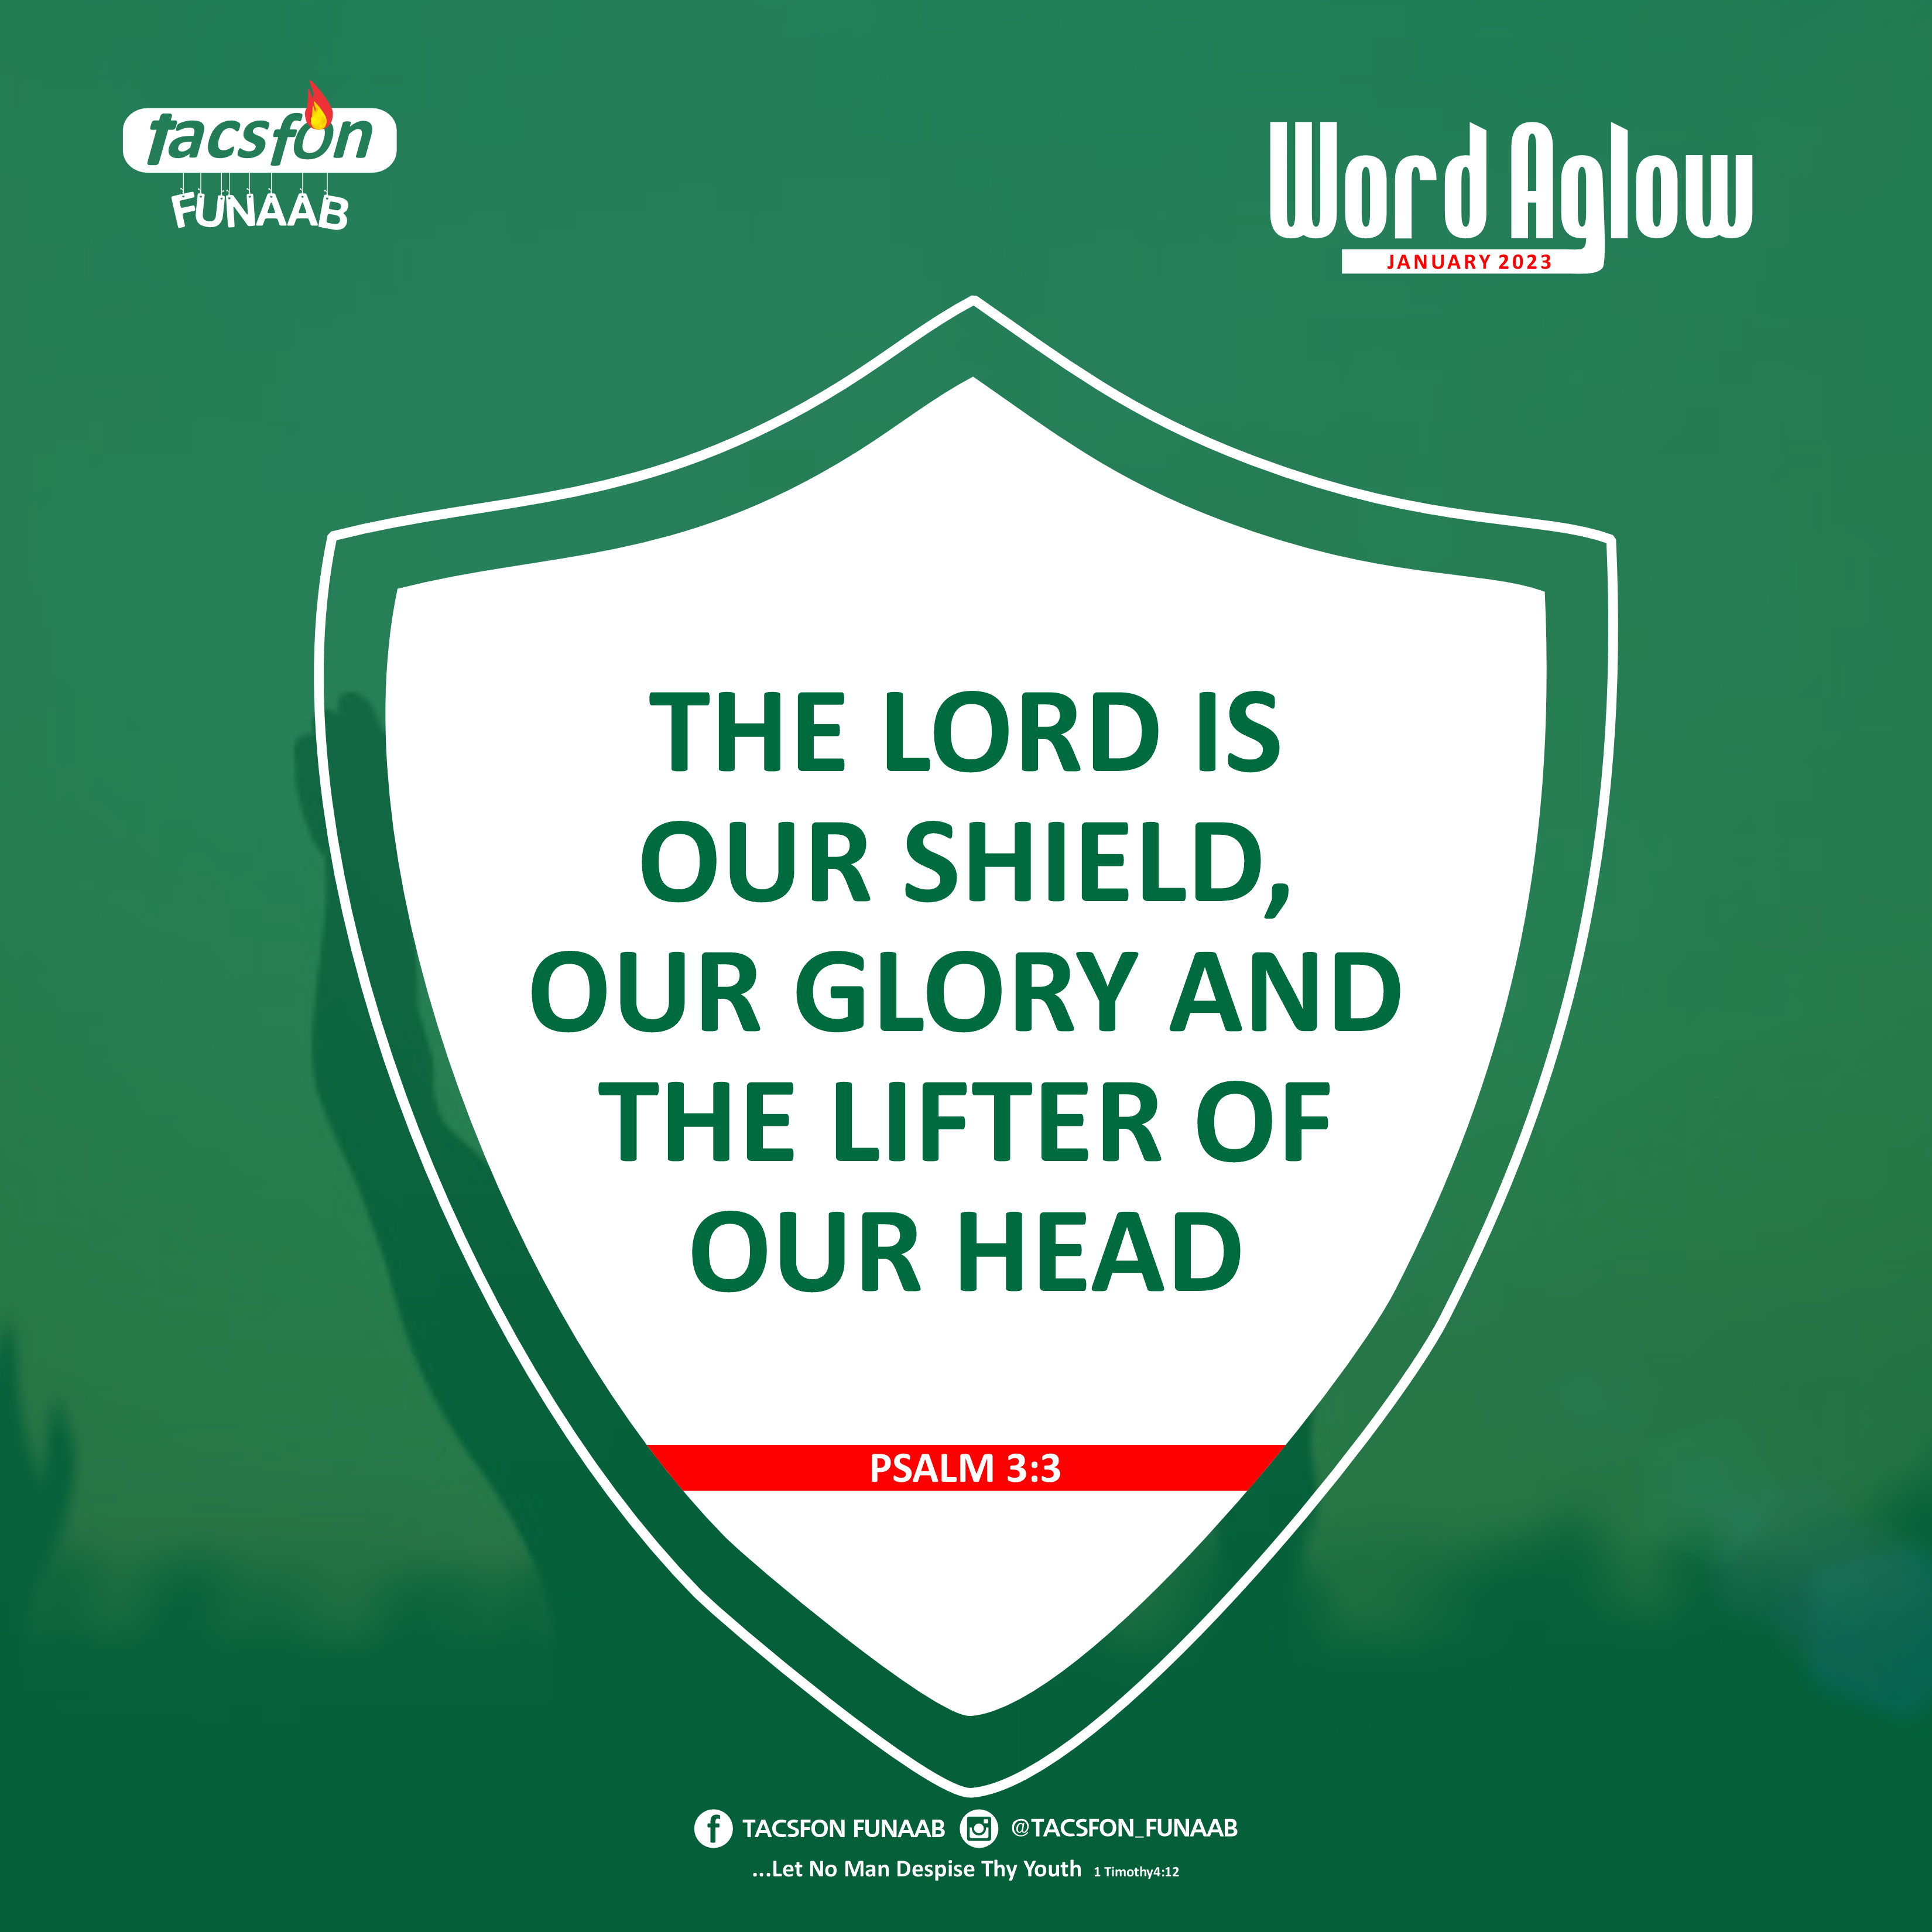 tacsfon
FUNAAB
Word Aglow
JANUARY 2023
THE LORD IS
OUR SHIELD,
OUR GLORY AND
THE LIFTER OF
OUR HEAD
PSALM 3:3
TACSFON FUNAAB @TACSFON_FUNAAB
...Let No Man Despise Thy Youth 1 Timothy4:12